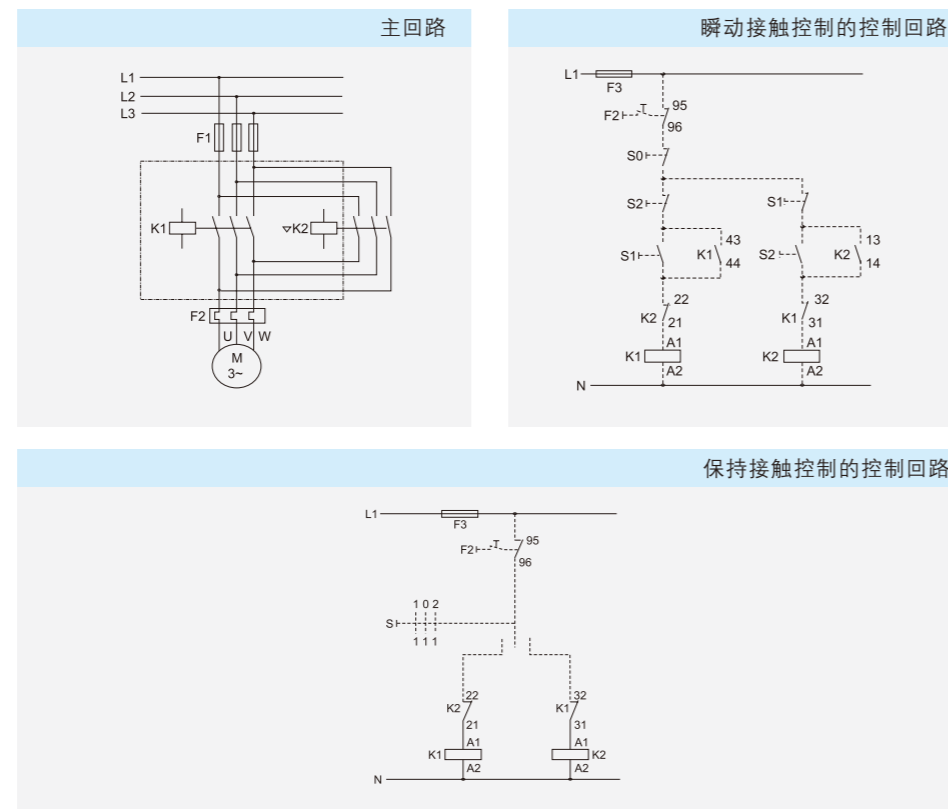 主回路
L1
L2
L3
F1
K1
K2
F2
U V W
M
3~
瞬动接触控制的控制回路
L1
F3
F2 T 95
96
S0
S2 S1
S1 K1 43 44 S2 K2 13 14
K2 22 21 K1 32 31
K1 A1 A2 K2 A1 A2
N
保持接触控制的控制回路
L1
F3
F2 T 95
96
1 0 2
S
1 1 1
K2 22 21 K1 32 31
K1 A1 A2 A1 K2 A2
N